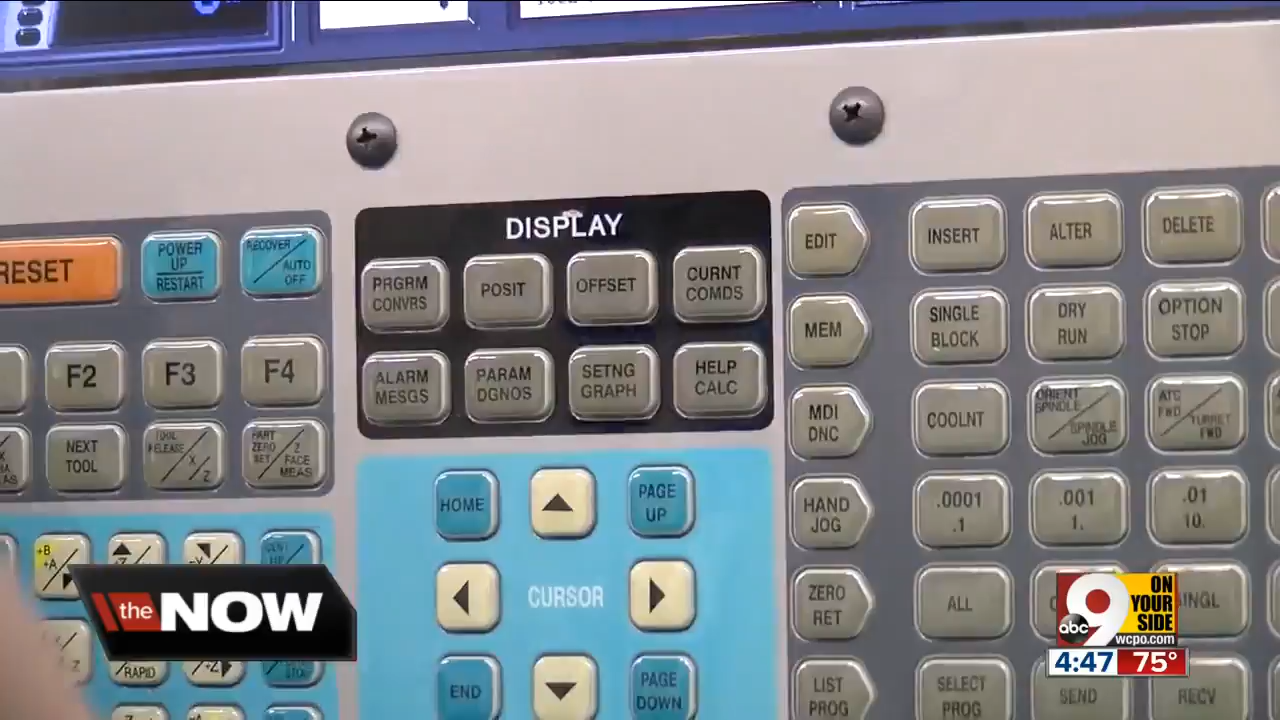 RESET
POWER
UP
RESTART
RECOVER
AUTO
OFF
F2
F3
F4
NEXT
TOOL
TOOL
RELEASE
X
Z
PART
ZERO
SET
Z
FACE
MEAS
+B
+A
RAPID
DISPLAY
PRGRM
CONVRS
POSIT
OFFSET
CURNT
COMDS
ALARM
MESGS
PARAM
DGNOS
SETNG
GRAPH
HELP
CALC
HOME
PAGE
UP
CURSOR
END
PAGE
DOWN
EDIT
INSERT
ALTER
DELETE
MEM
SINGLE
BLOCK
DRY
RUN
OPTION
STOP
MDI
DNC
COOLNT
ORIENT
SPINDLE
SPINDLE
JOG
ATC
FWD
TURRET
FWD
HAND
JOG
.0001
.1
.001
1.
.01
10.
ZERO
RET
ALL
LIST
PROG
SELECT
PROG
SEND
RECV
the NOW
9
abc
ON
YOUR
SIDE
wcpo.com
4:47
75°